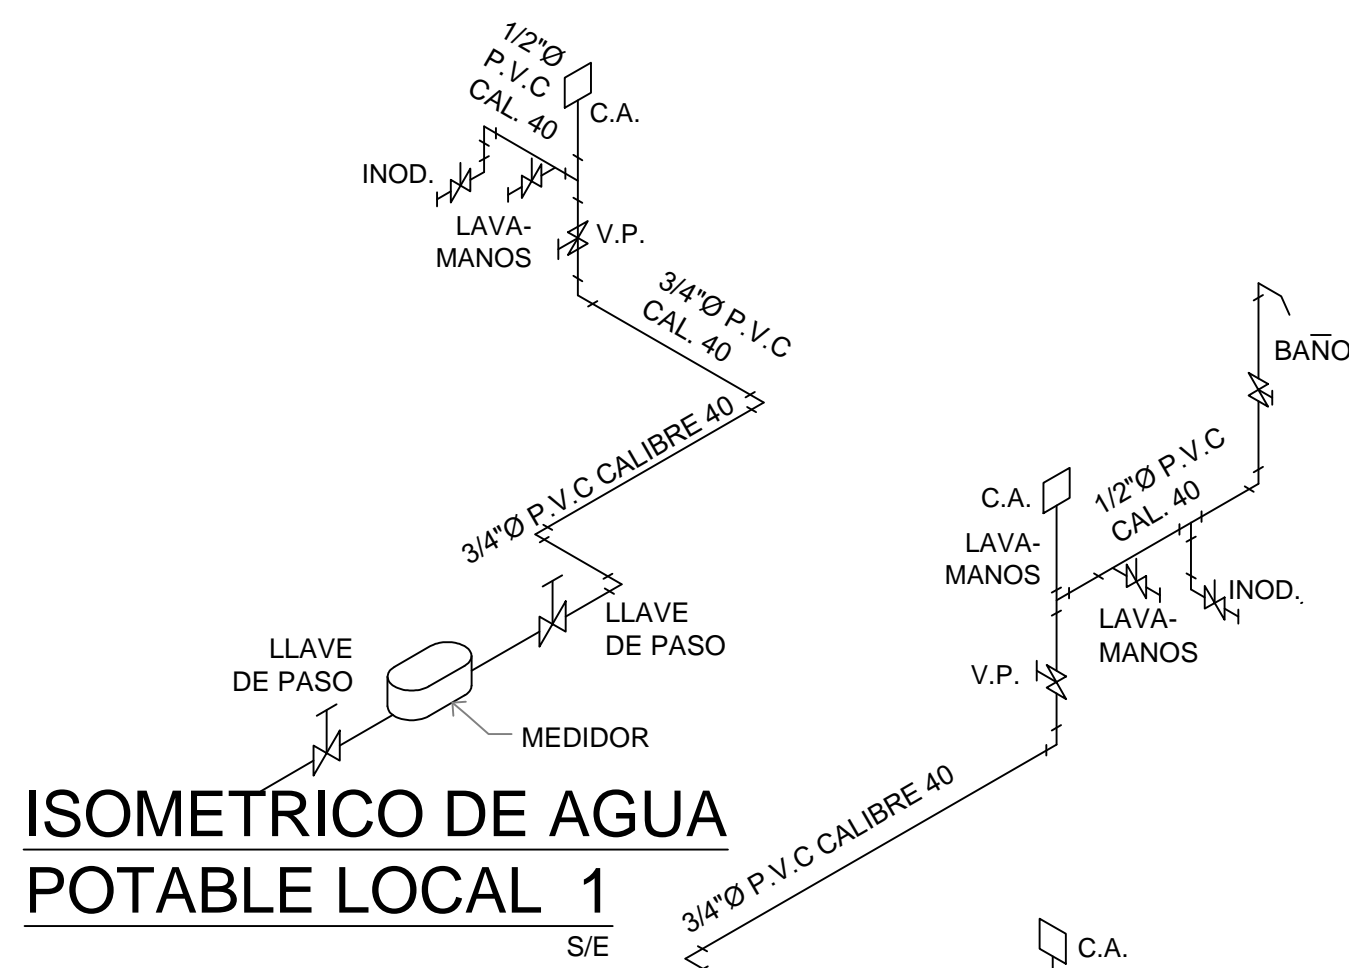 1/2"Ø
P.V.C
CAL. 40
C.A.
INOD.
LAVA-
MANOS
V.P.
3/4"Ø P.V.C
CAL. 40
3/4"Ø P.V.C CALIBRE 40
LLAVE
DE PASO
LLAVE
DE PASO
MEDIDOR
ISOMETRICO DE AGUA
POTABLE LOCAL 1
S/E
BAÑO
1/2"Ø P.V.C
CAL. 40
C.A.
LAVA-
MANOS
INOD.
LAVA-
MANOS
V.P.
3/4"Ø P.V.C CALIBRE 40
C.A.